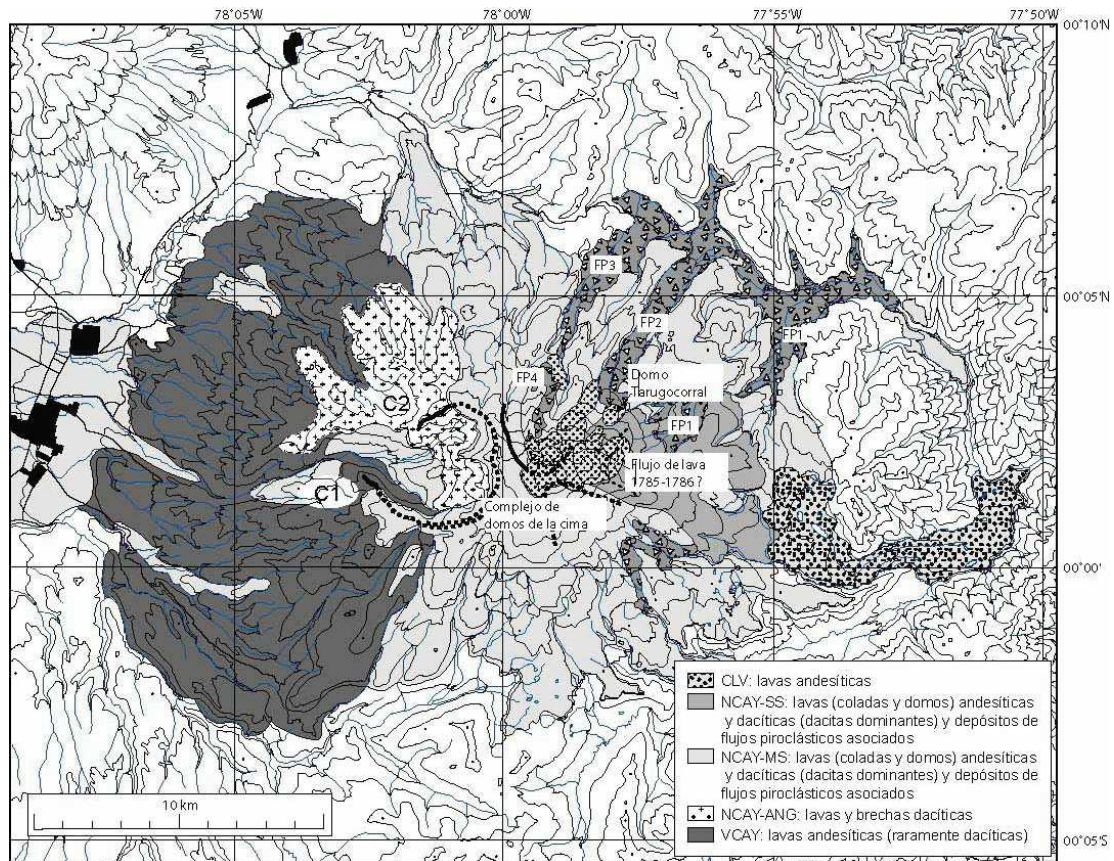 78°05'W
78°00'W
77°55'W
77°50'W
00°10'N
FP3
00°05'N
FP2
FP1
FP4
Domo
Tlarugocorral
C2
FP1
Flujo de lava
1785-1786?
C1
Complejo de
domos de la cima
00°00'
CLV: lavas andesíticas
NCAY-SS: lavas (coladas y domos) andesíticas
y dacíticas (dacitas dominantes) y depósitos de
flujos piroclásticos asociados
NCAY-MS: lavas (coladas y domos) andesíticas
y dacíticas (dacitas dominantes) y depósitos de
flujos piroclásticos asociados
NCAY-ANG: lavas y brechas dacíticas
VCAY: lavas andesíticas (raramente dacíticas)
10 km
00°05'S